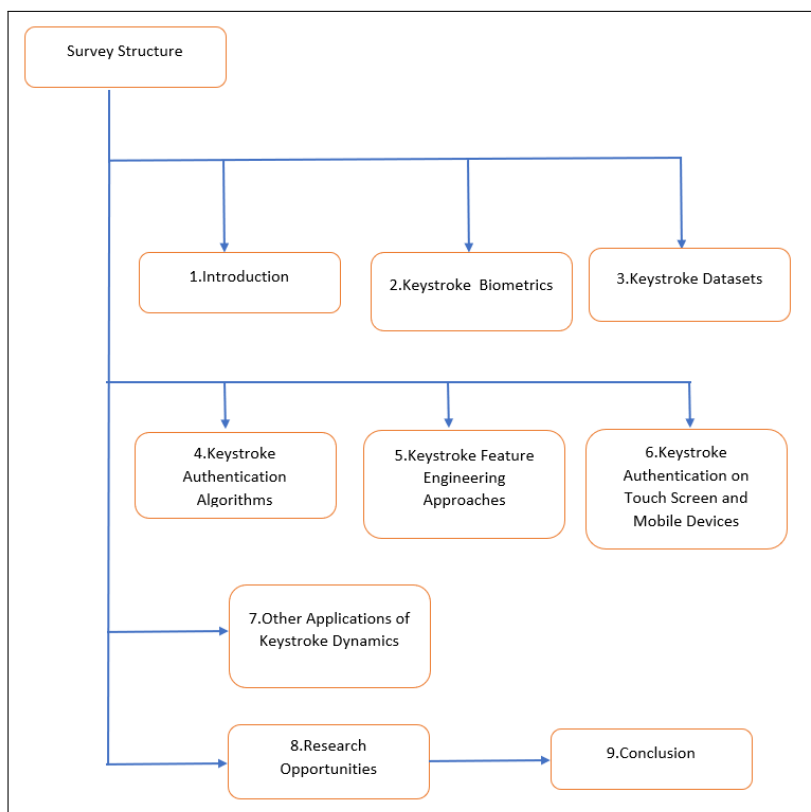 Survey Structure
1.Introduction
2.Keystroke Biometrics
3.Keystroke Datasets
4.Keystroke
Authentication
Algorithms
5.Keystroke Feature
Engineering
Approaches
6.Keystroke
Authentication on
Touch Screen and
Mobile Devices
7.Other Applications of
Keystroke Dynamics
8.Research
Opportunities
9.Conclusion